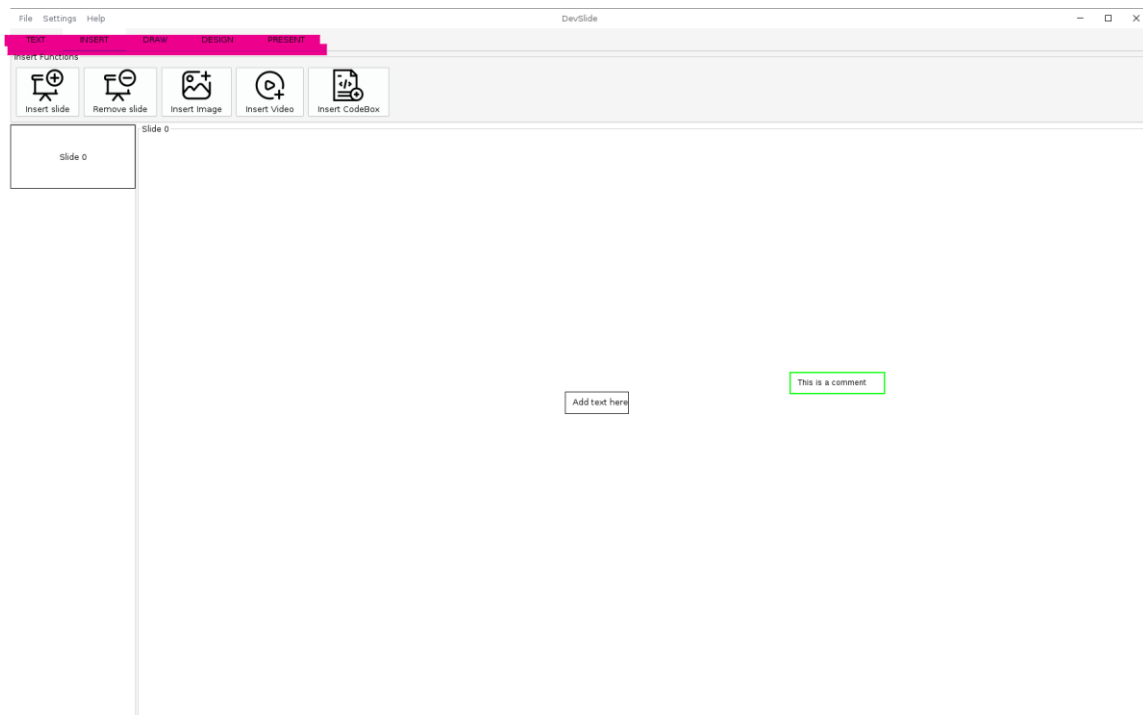 File Settings Help DevSlide
TEXT INSERT DRAW DESIGN PRESENT
Insert Functions
Insert slide Remove slide Insert Image Insert Video Insert CodeBox
Slide 0
Slide 0
This is a comment
Add text here